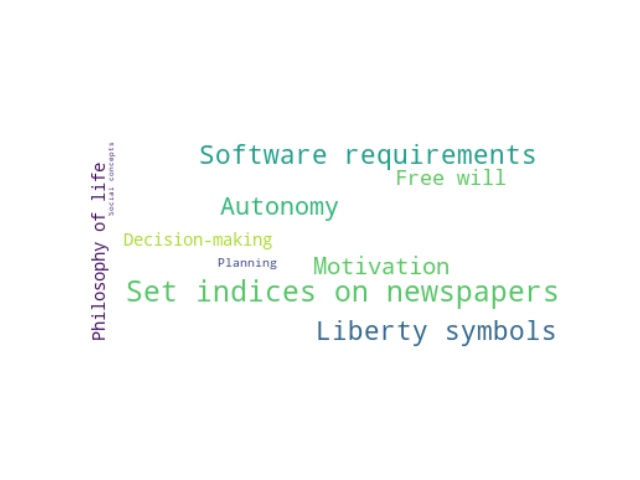 Software requirements
Free will
Autonomy
Decision-making
Planning
Motivation
Set indices on newspapers
Liberty symbols
Philosophy of life
Social concepts